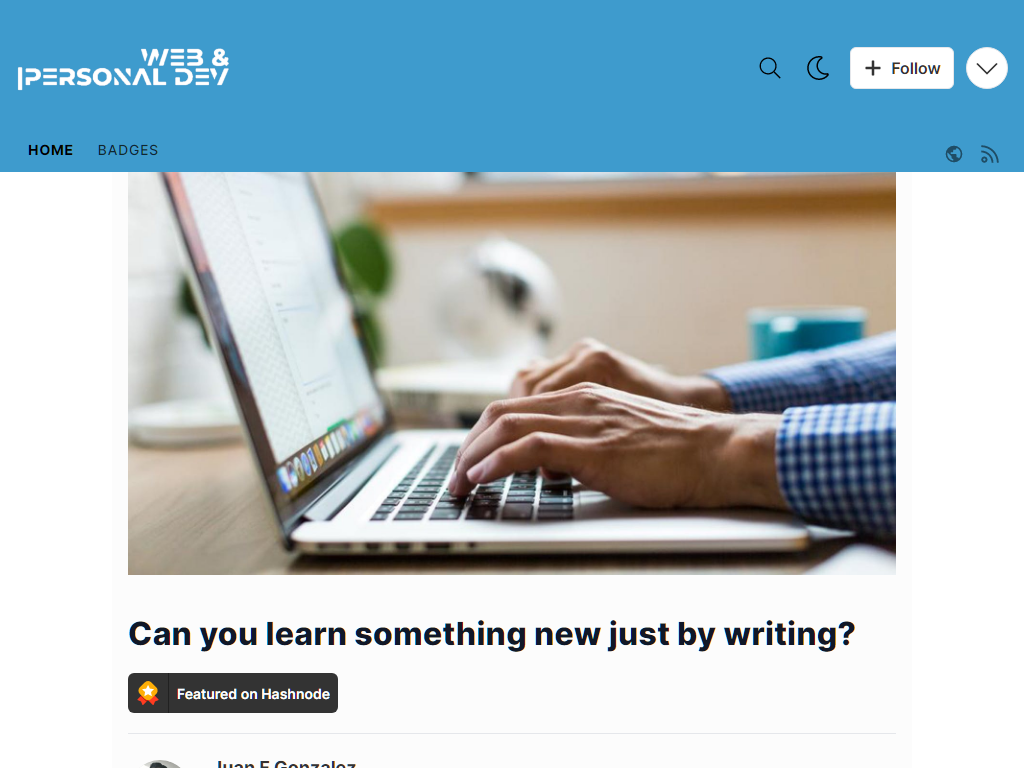 WEB &
|PERSONAL DEV
Follow
HOME
BADGES
Can you learn something new just by writing?
Featured on Hashnode
Juan F Gonzalez